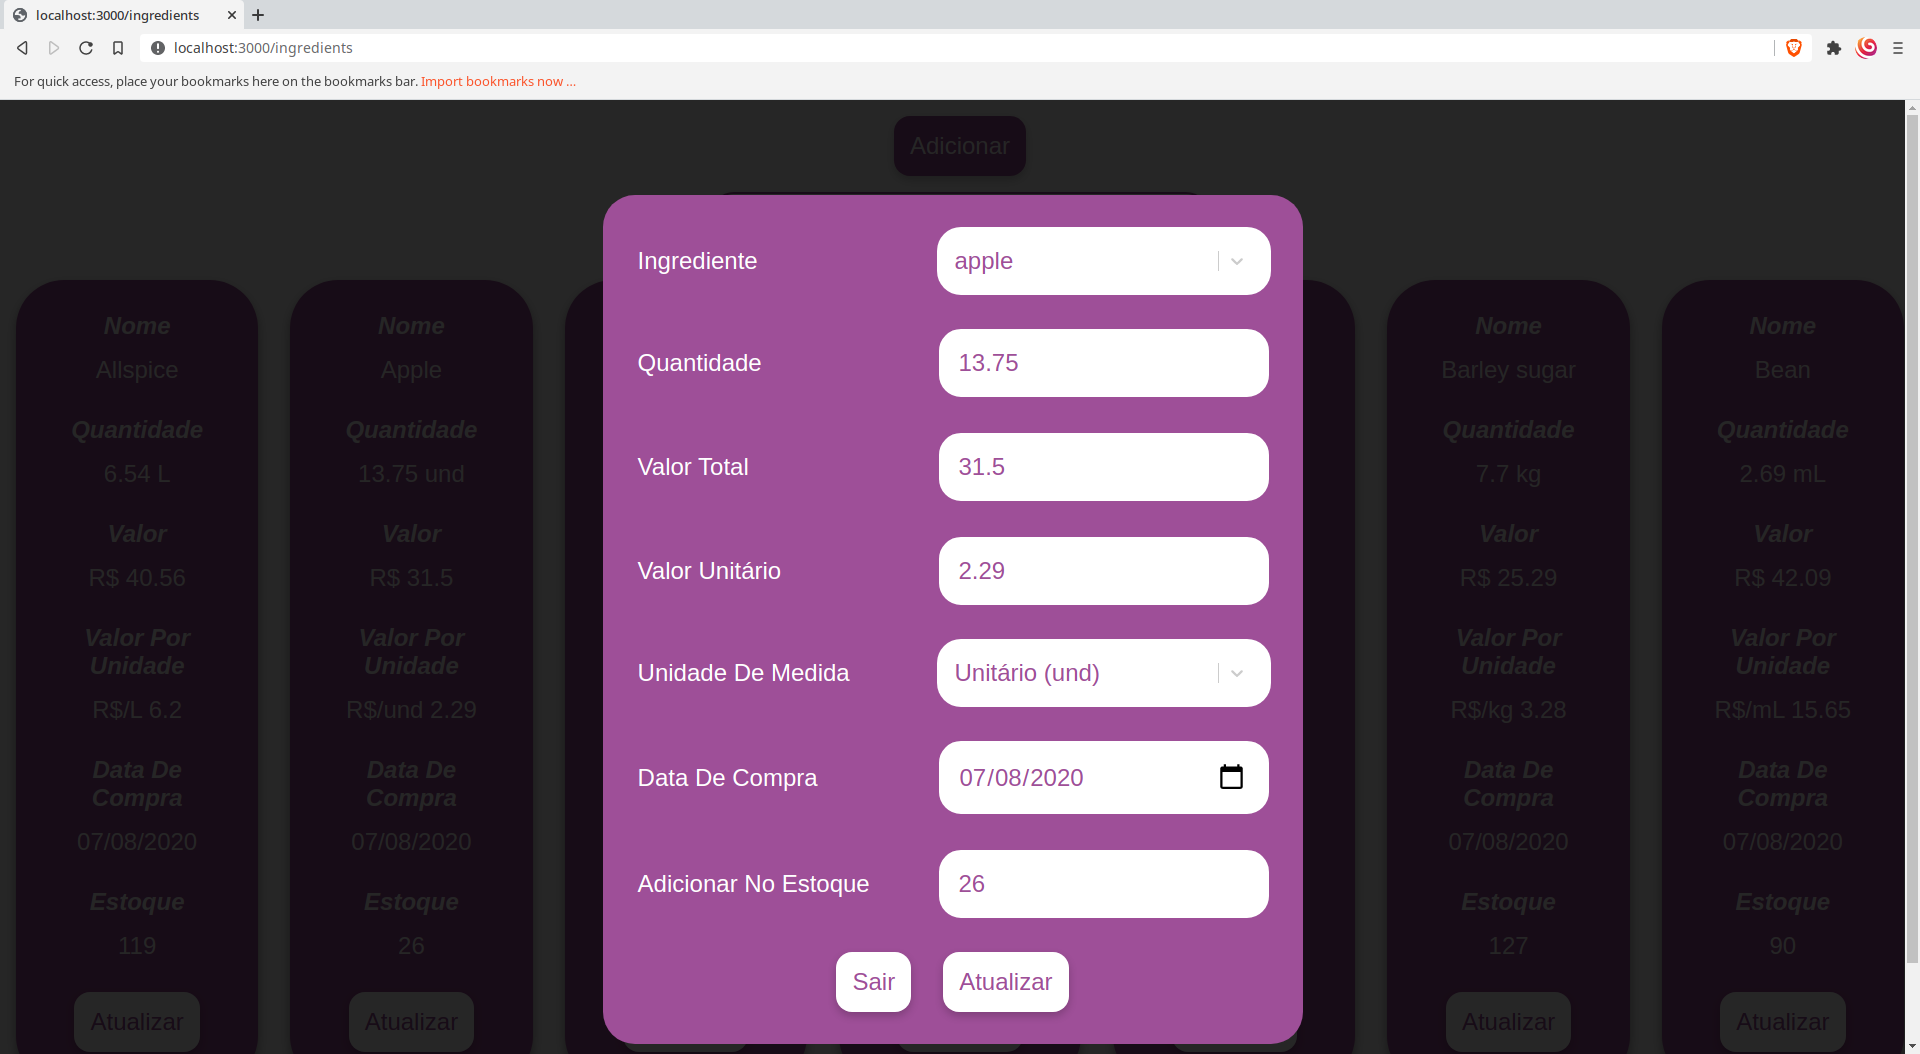 localhost:3000/ingredients
localhost:3000/ingredients
For quick access, place your bookmarks here on the bookmarks bar. Import bookmarks now ...
Adicionar
Ingrediente apple
Quantidade 13.75
Valor Total 31.5
Valor Unitário 2.29
Unidade De Medida Unitário (und)
Data De Compra 07/08/2020
Adicionar No Estoque 26
Sair Atualizar
Nome
Allspice
Quantidade
6.54 L
Valor
R$ 40.56
Valor Por
Unidade
R$/L 6.2
Data De
Compra
07/08/2020
Estoque
119
Atualizar
Nome
Apple
Quantidade
13.75 und
Valor
R$ 31.5
Valor Por
Unidade
R$/und 2.29
Data De
Compra
07/08/2020
Estoque
26
Atualizar
Nome
Barley sugar
Quantidade
7.7 kg
Valor
R$ 25.29
Valor Por
Unidade
R$/kg 3.28
Data De
Compra
07/08/2020
Estoque
127
Atualizar
Nome
Bean
Quantidade
2.69 mL
Valor
R$ 42.09
Valor Por
Unidade
R$/mL 15.65
Data De
Compra
07/08/2020
Estoque
90
Atualizar